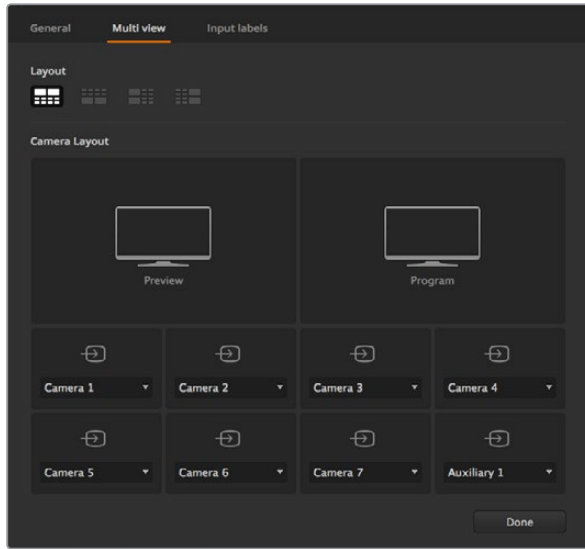 General Multi view Input labels
Layout
Camera Layout
Preview Program
Camera 1 Camera 2 Camera 3 Camera 4
Camera 5 Camera 6 Camera 7 Auxiliary 1
Done